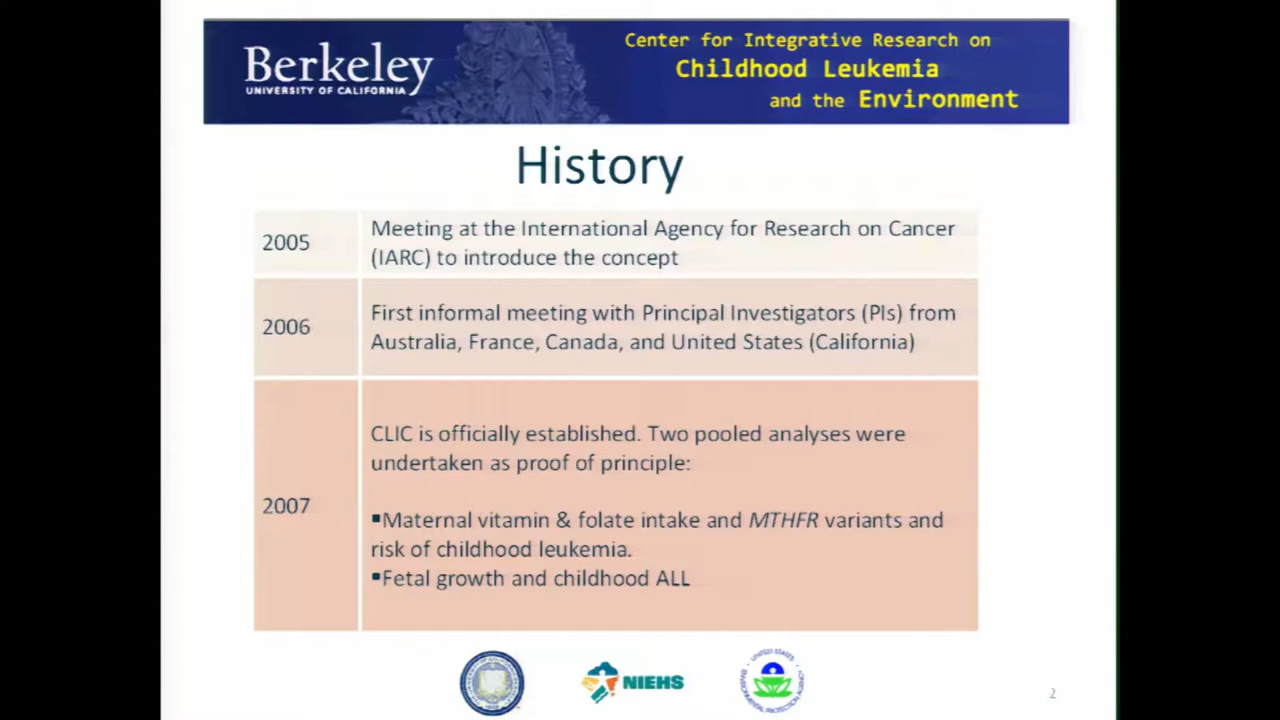 Berkeley
UNIVERSITY OF CALIFORNIA
Center for Integrative Research on
Childhood Leukemia
and the Environment
History
2005
Meeting at the International Agency for Research on Cancer
(IARC) to introduce the concept
2006
First informal meeting with Principal Investigators (PIs) from
Australia, France, Canada, and United States (California)
2007
CLIC is officially established. Two pooled analyses were
undertaken as proof of principle:
▪Maternal vitamin & folate intake and MTHFR variants and
risk of childhood leukemia.
▪Fetal growth and childhood ALL
NIEHS
UNITED STATES
2